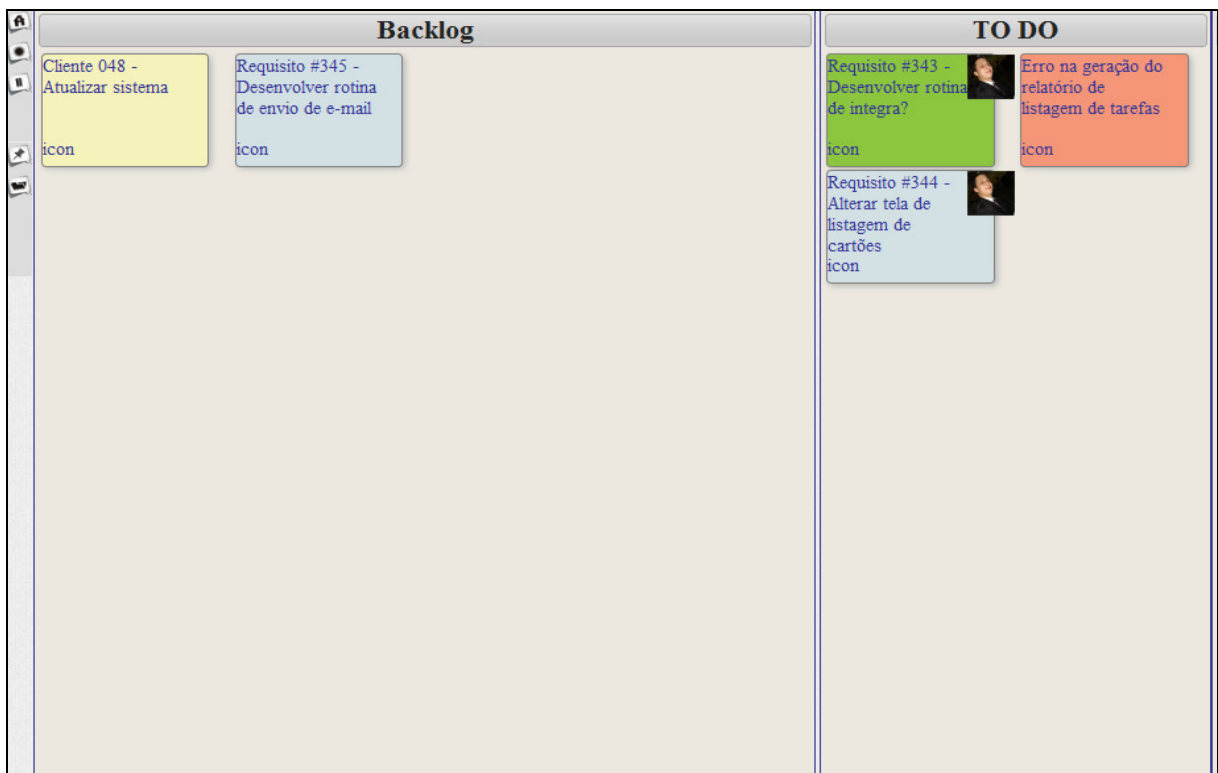 Backlog
Cliente 048 -
Atualizar sistema
icon
Requisito #345 -
Desenvolver rotina
de envio de e-mail
icon
TO DO
Requisito #343 -
Desenvolver rotina
de integra?
icon
Erro na geração do
relatório de
listagem de tarefas
icon
Requisito #344 -
Alterar tela de
listagem de
cartões
icon